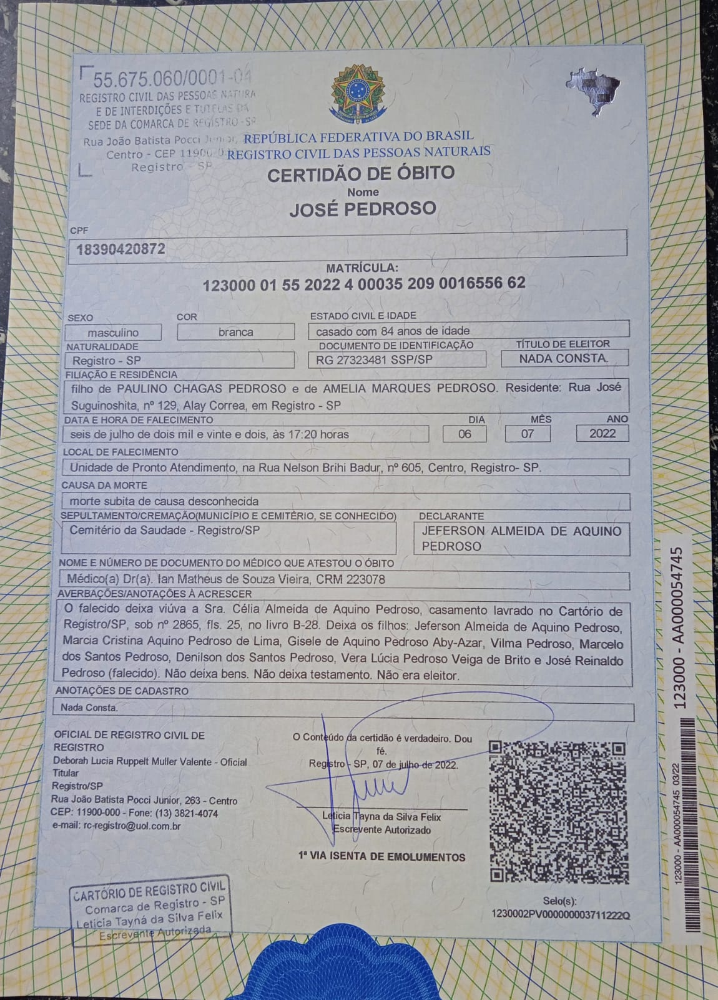 55.675.060/0001-04
REGISTRO CIVIL DAS PESSOAS NATURA
E DE INTERDIÇÕES E TUTELAS DA
SEDE DA COMARCA DE REGISTRO - SP
Rua João Batista Pocci Junior,
Centro - CEP 11900-0
Registro - SP
REPÚBLICA FEDERATIVA DO BRASIL
REGISTRO CIVIL DAS PESSOAS NATURAIS
CERTIDÃO DE ÓBITO
Nome
JOSÉ PEDROSO
CPF
18390420872
MATRÍCULA:
123000 01 55 2022 4 00035 209 0016556 62
SEXO COR ESTADO CIVIL E IDADE
masculino branca casado com 84 anos de idade
NATURALIDADE DOCUMENTO DE IDENTIFICAÇÃO TÍTULO DE ELEITOR
Registro - SP RG 27323481 SSP/SP NADA CONSTA.
FILIAÇÃO E RESIDÊNCIA
filho de PAULINO CHAGAS PEDROSO e de AMELIA MARQUES PEDROSO. Residente: Rua José
Suguinoshita, nº 129, Alay Correa, em Registro - SP
DATA E HORA DE FALECIMENTO DIA MÊS ANO
seis de julho de dois mil e vinte e dois, às 17:20 horas 06 07 2022
LOCAL DE FALECIMENTO
Unidade de Pronto Atendimento, na Rua Nelson Brihi Badur, nº 605, Centro, Registro- SP.
CAUSA DA MORTE
morte subita de causa desconhecida
SEPULTAMENTO/CREMAÇÃO(MUNICÍPIO E CEMITÉRIO, SE CONHECIDO) DECLARANTE
Cemitério da Saudade - Registro/SP JEFERSON ALMEIDA DE AQUINO
PEDROSO
NOME E NÚMERO DE DOCUMENTO DO MÉDICO QUE ATESTOU O ÓBITO
Médico(a) Dr(a). Ian Matheus de Souza Vieira, CRM 223078
AVERBAÇÕES/ANOTAÇÕES À ACRESCER
O falecido deixa viúva a Sra. Célia Almeida de Aquino Pedroso, casamento lavrado no Cartório de
Registro/SP, sob nº 2865, fls. 25, no livro B-28. Deixa os filhos: Jeferson Almeida de Aquino Pedroso,
Marcia Cristina Aquino Pedroso de Lima, Gisele de Aquino Pedroso Aby-Azar, Vilma Pedroso, Marcelo
dos Santos Pedroso, Denilson dos Santos Pedroso, Vera Lúcia Pedroso Veiga de Brito e José Reinaldo
Pedroso (falecido). Não deixa bens. Não deixa testamento. Não era eleitor.
ANOTAÇÕES DE CADASTRO
Nada Consta.
OFICIAL DE REGISTRO CIVIL DE
REGISTRO
Deborah Lucia Ruppelt Muller Valente - Oficial
Titular
Registro/SP
Rua João Batista Pocci Junior, 263 - Centro
CEP: 11900-000 - Fone: (13) 3821-4074
e-mail: rc-registro@uol.com.br
O Conteúdo da certidão é verdadeiro. Dou
fé.
Registro - SP, 07 de julho de 2022.
Letícia Tayna da Silva Felix
Escrevente Autorizado
1ª VIA ISENTA DE EMOLUMENTOS
Selo(s):
1230002PV000000003711222Q
CARTÓRIO DE REGISTRO CIVIL
Comarca de Registro - SP
Letícia Tayná da Silva Felix
Escrevente Autorizada
123000 - AA000054745
123000 - AA000054745 03/22